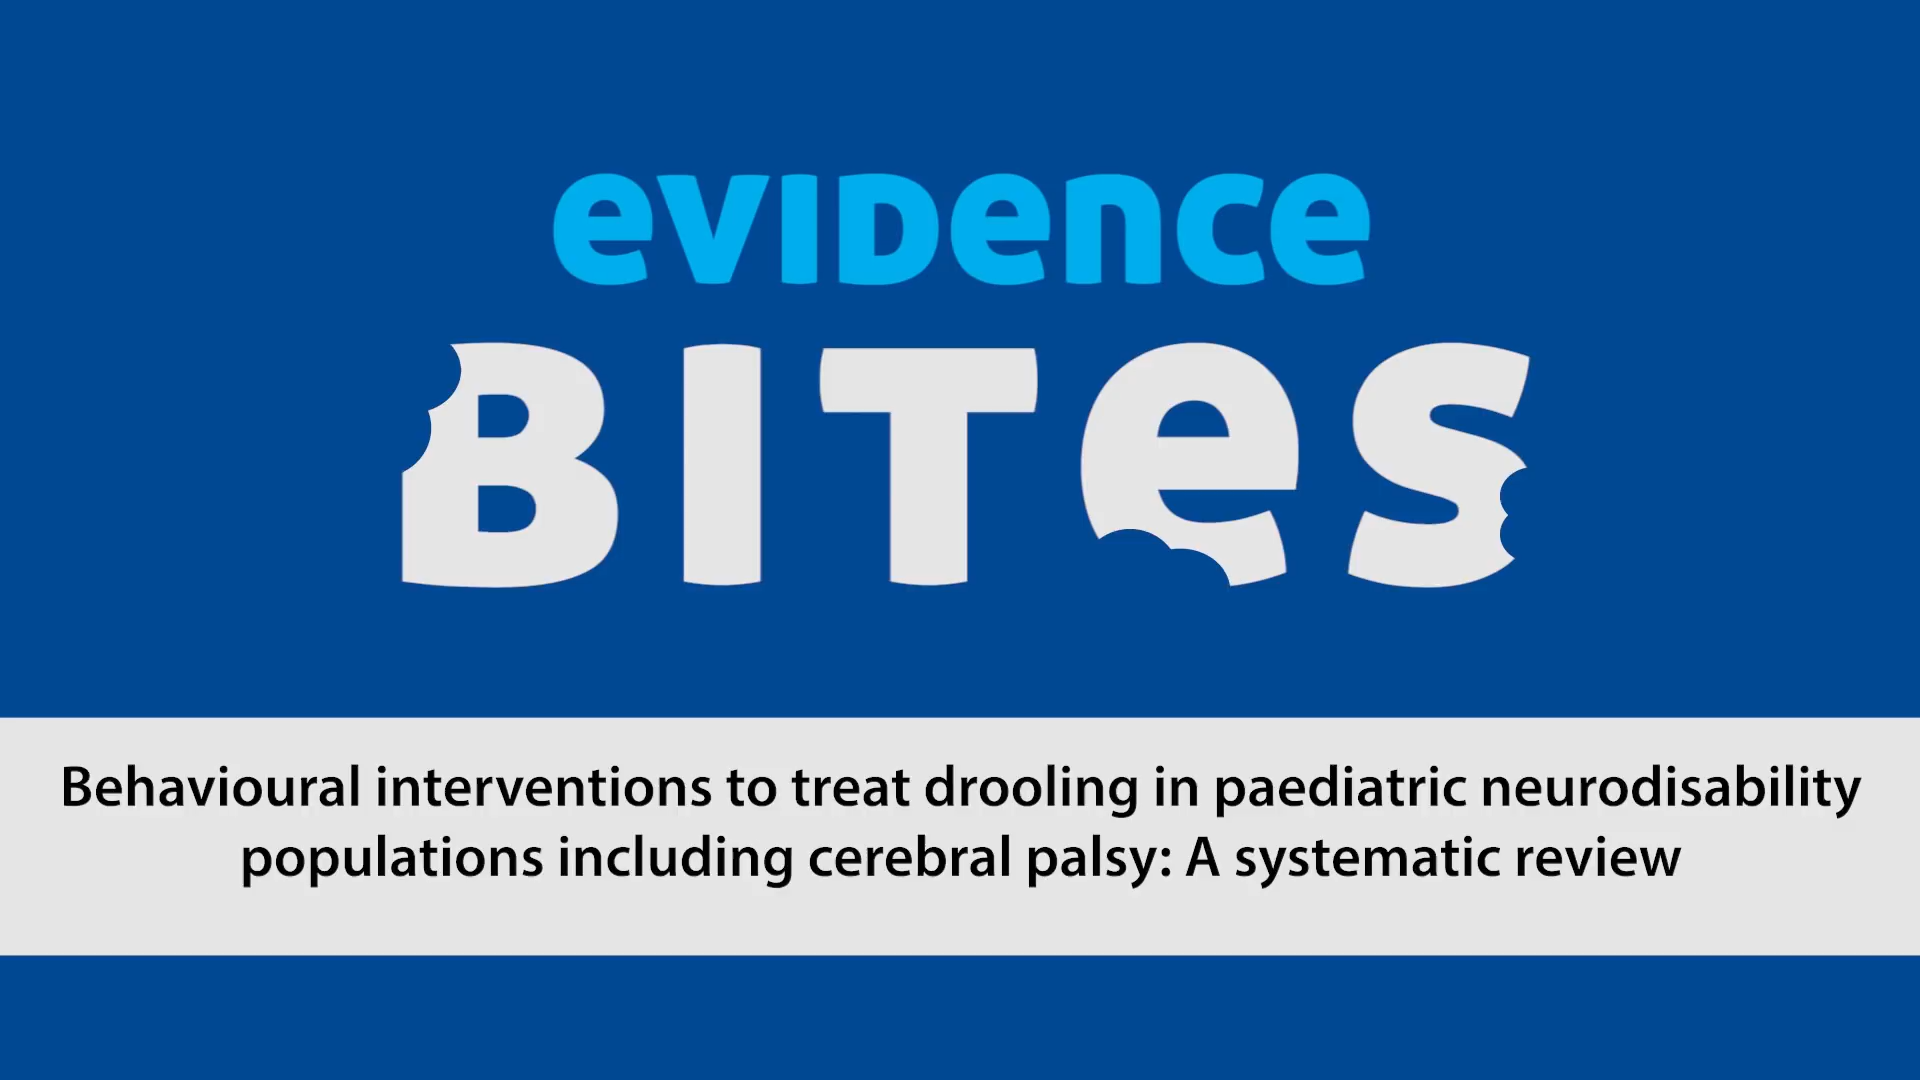 eVIDence
BITes
Behavioural interventions to treat drooling in paediatric neurodisability
populations including cerebral palsy: A systematic review